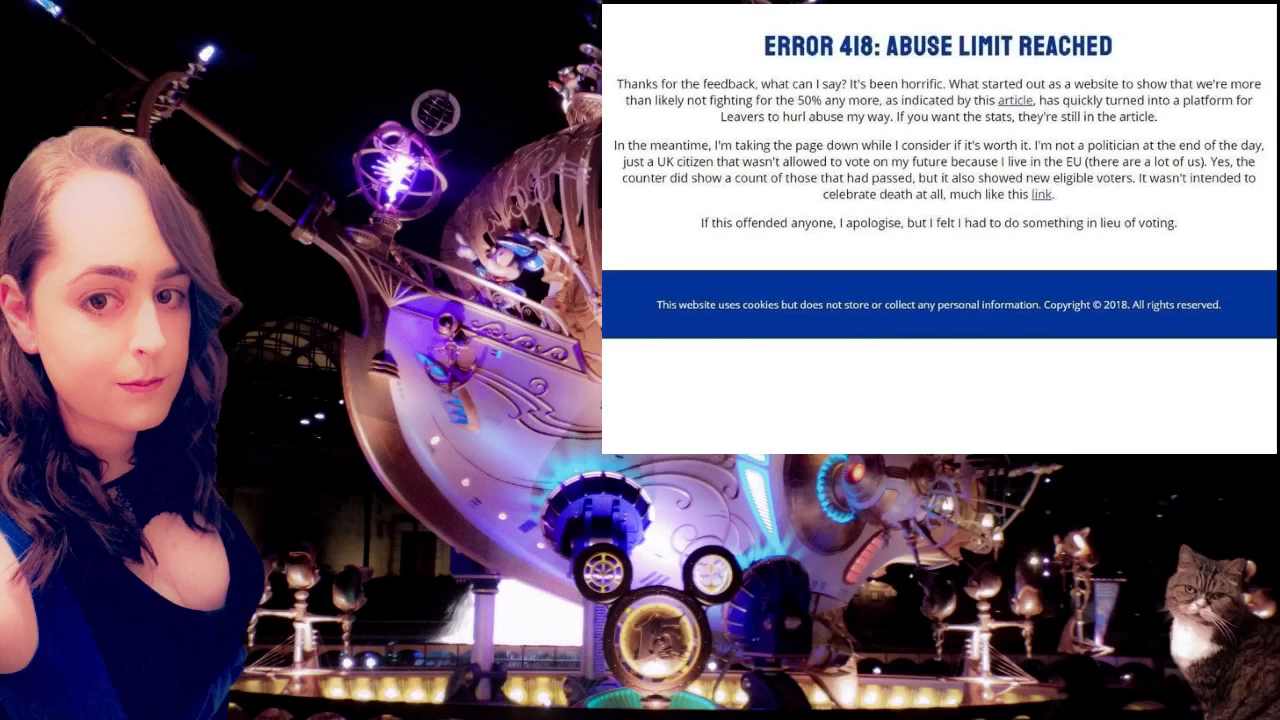 ERROR 418: ABUSE LIMIT REACHED
Thanks for the feedback, what can I say? It's been horrific. What started out as a website to show that we're more
than likely not fighting for the 50% any more, as indicated by this article, has quickly turned into a platform for
Leavers to hurl abuse my way. If you want the stats, they're still in the article.
In the meantime, I'm taking the page down while I consider if it's worth it. I'm not a politician at the end of the day,
just a UK citizen that wasn't allowed to vote on my future because I live in the EU (there are a lot of us). Yes, the
counter did show a count of those that had passed, but it also showed new eligible voters. It wasn't intended to
celebrate death at all, much like this link.
If this offended anyone, I apologise, but I felt I had to do something in lieu of voting.
This website uses cookies but does not store or collect any personal information. Copyright © 2018. All rights reserved.
15